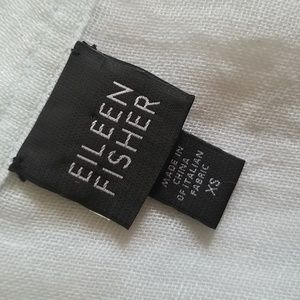 EILEEN
FISHER
MADE IN
CHINA
OF ITALIAN
FABRIC
XS